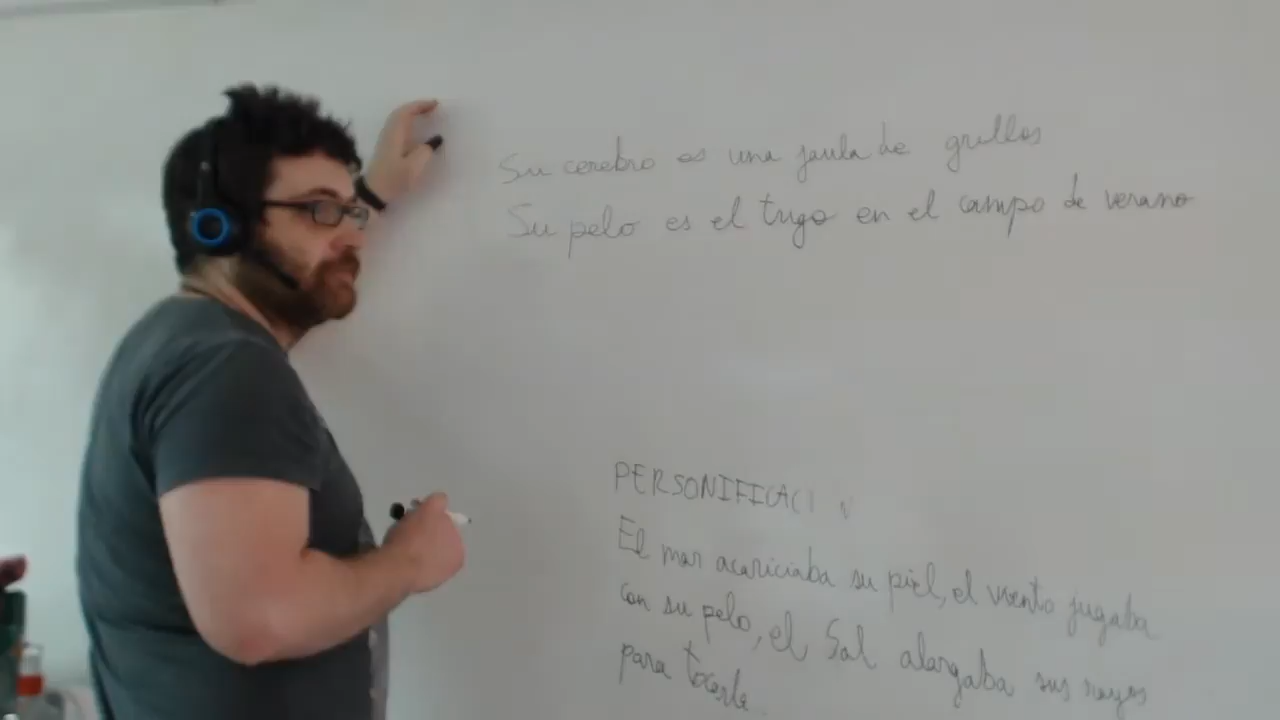 Su cerebro es una jaula de grillos
Su pelo es el trigo en el campo de verano
PERSONIFICACI N
El mar acariciaba su piel, el viento jugaba
con su pelo, el Sol alargaba sus rayos
para tocarle